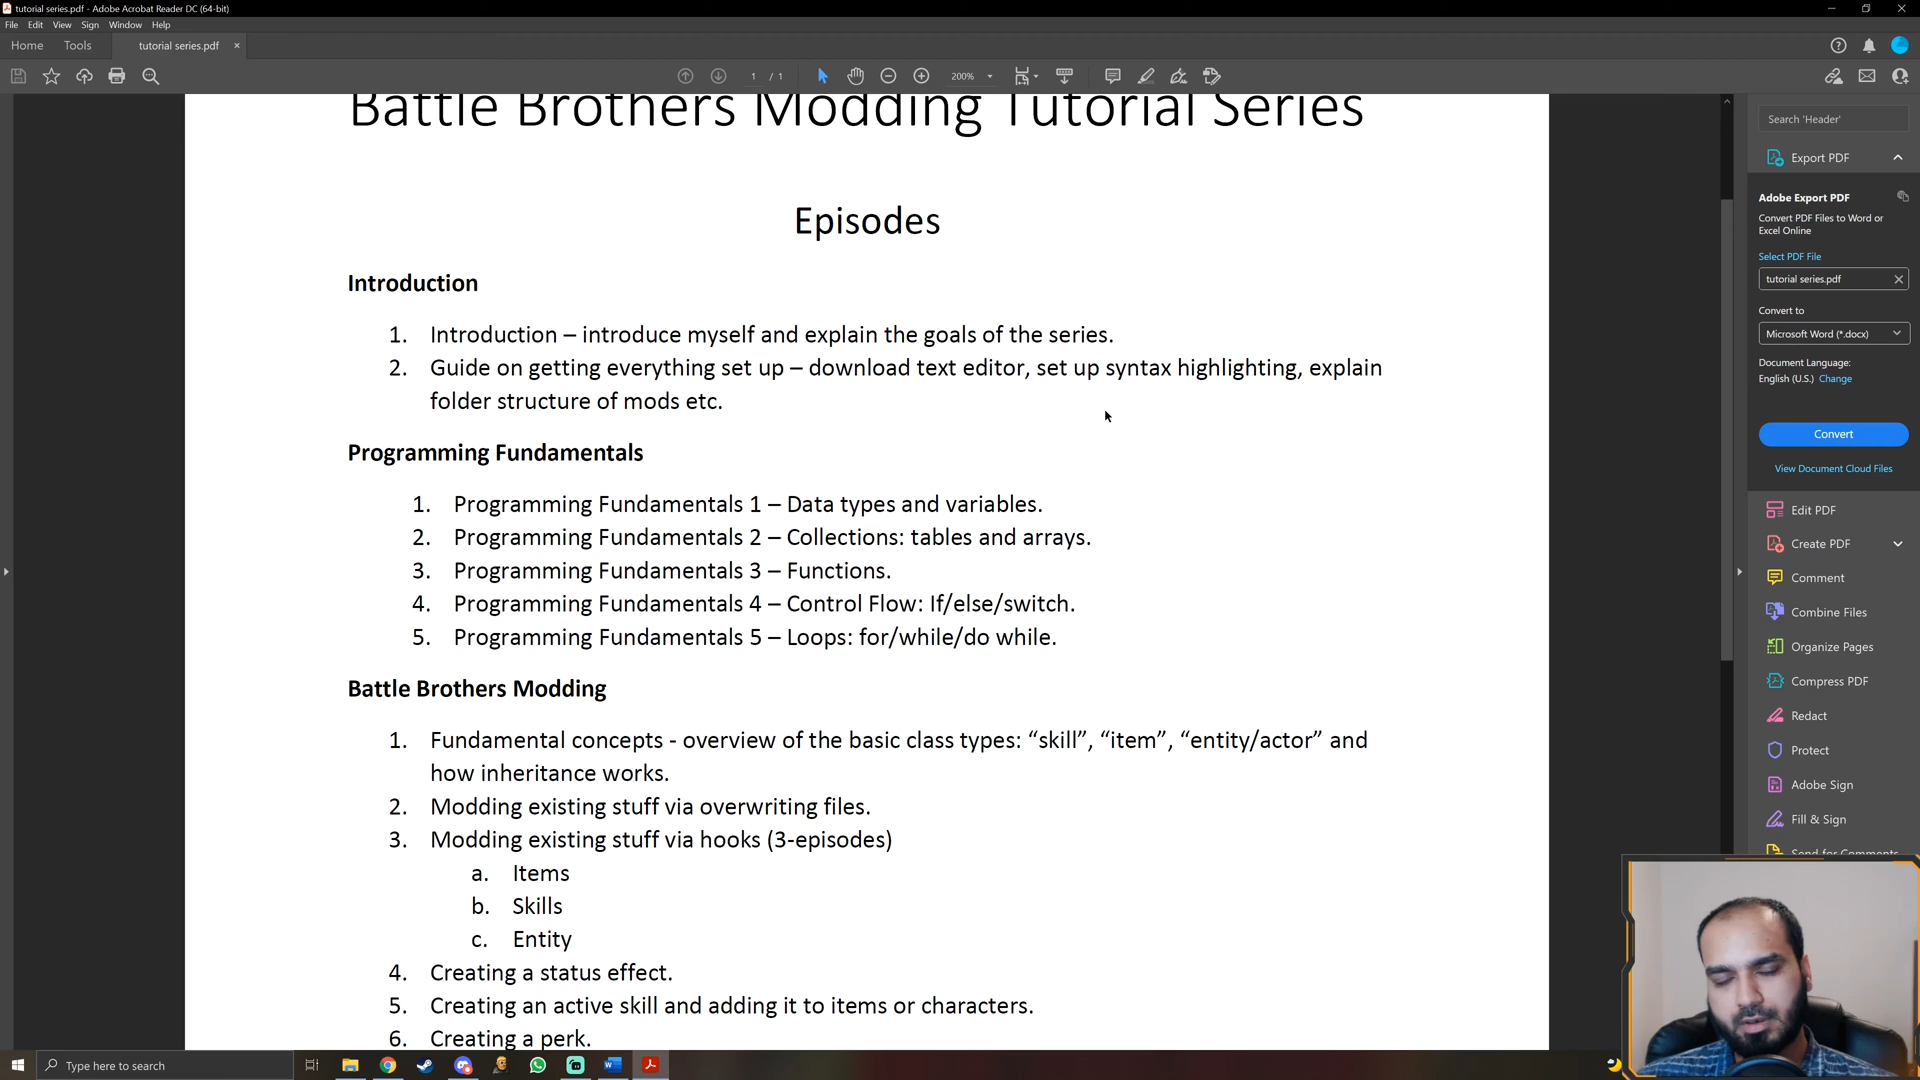 tutorial series.pdf - Adobe Acrobat Reader DC (64-bit)
File Edit View Sign Window Help
Home Tools tutorial series.pdf ×
1 / 1 200%
Battle Brothers Modding Tutorial Series
Episodes
Introduction
1. Introduction – introduce myself and explain the goals of the series.
2. Guide on getting everything set up – download text editor, set up syntax highlighting, explain
folder structure of mods etc.
Programming Fundamentals
1. Programming Fundamentals 1 – Data types and variables.
2. Programming Fundamentals 2 – Collections: tables and arrays.
3. Programming Fundamentals 3 – Functions.
4. Programming Fundamentals 4 – Control Flow: If/else/switch.
5. Programming Fundamentals 5 – Loops: for/while/do while.
Battle Brothers Modding
1. Fundamental concepts - overview of the basic class types: “skill”, “item”, “entity/actor” and
how inheritance works.
2. Modding existing stuff via overwriting files.
3. Modding existing stuff via hooks (3-episodes)
a. Items
b. Skills
c. Entity
4. Creating a status effect.
5. Creating an active skill and adding it to items or characters.
6. Creating a perk.
Search 'Header'
Export PDF
Adobe Export PDF
Convert PDF Files to Word or
Excel Online
Select PDF File
tutorial series.pdf
Convert to
Microsoft Word (*.docx)
Document Language:
English (U.S.) Change
Convert
View Document Cloud Files
Edit PDF
Create PDF
Comment
Combine Files
Organize Pages
Compress PDF
Redact
Protect
Adobe Sign
Fill & Sign
Send for Comments
Type here to search